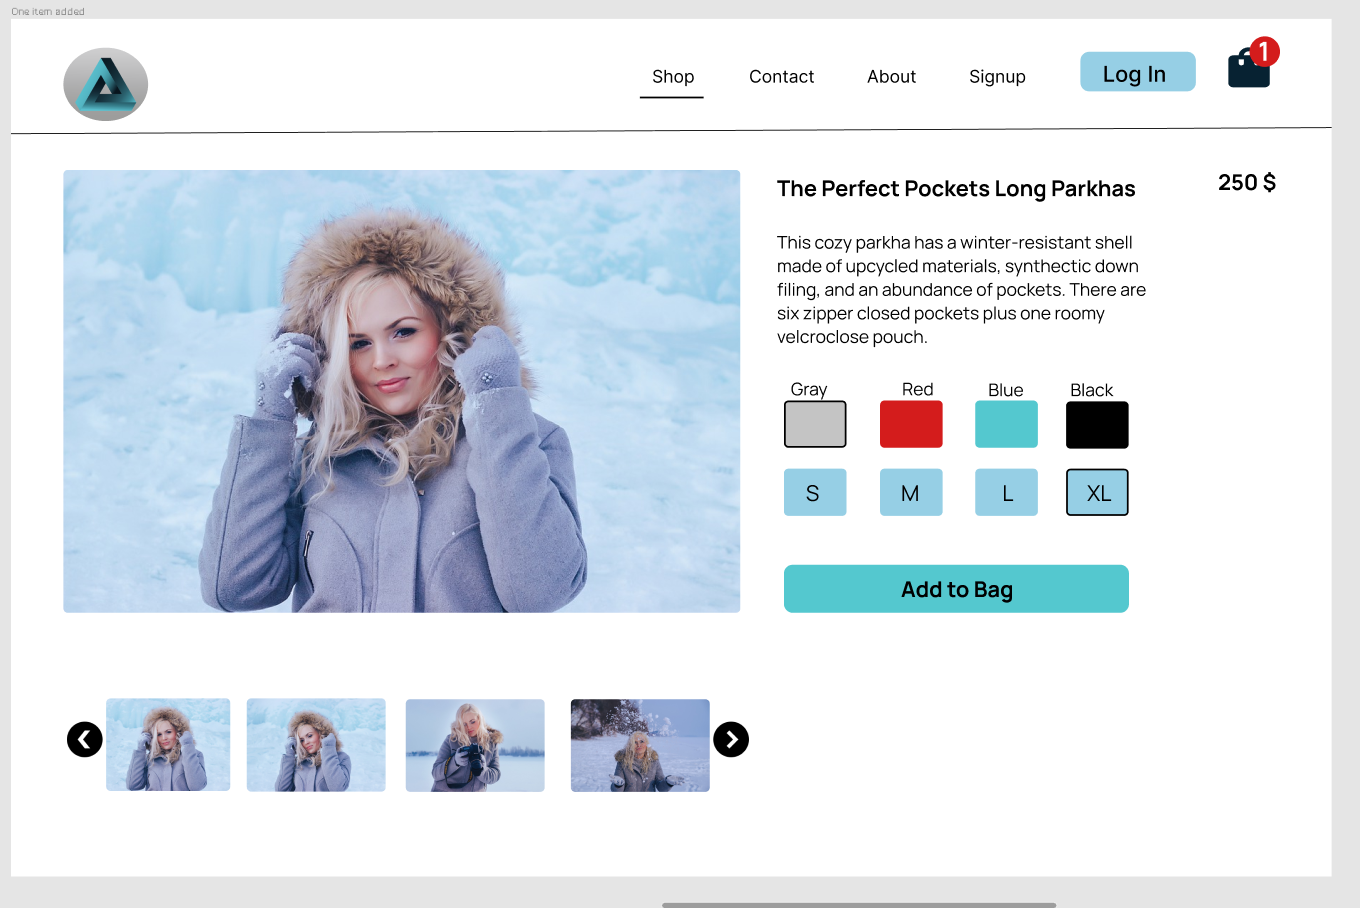 One item added
Shop
Contact
About
Signup
Log In
1
The Perfect Pockets Long Parkhas
250 $
This cozy parkha has a winter-resistant shell
made of upcycled materials, synthectic down
filing, and an abundance of pockets. There are
six zipper closed pockets plus one roomy
velcroclose pouch.
Gray
Red
Blue
Black
S
M
L
XL
Add to Bag